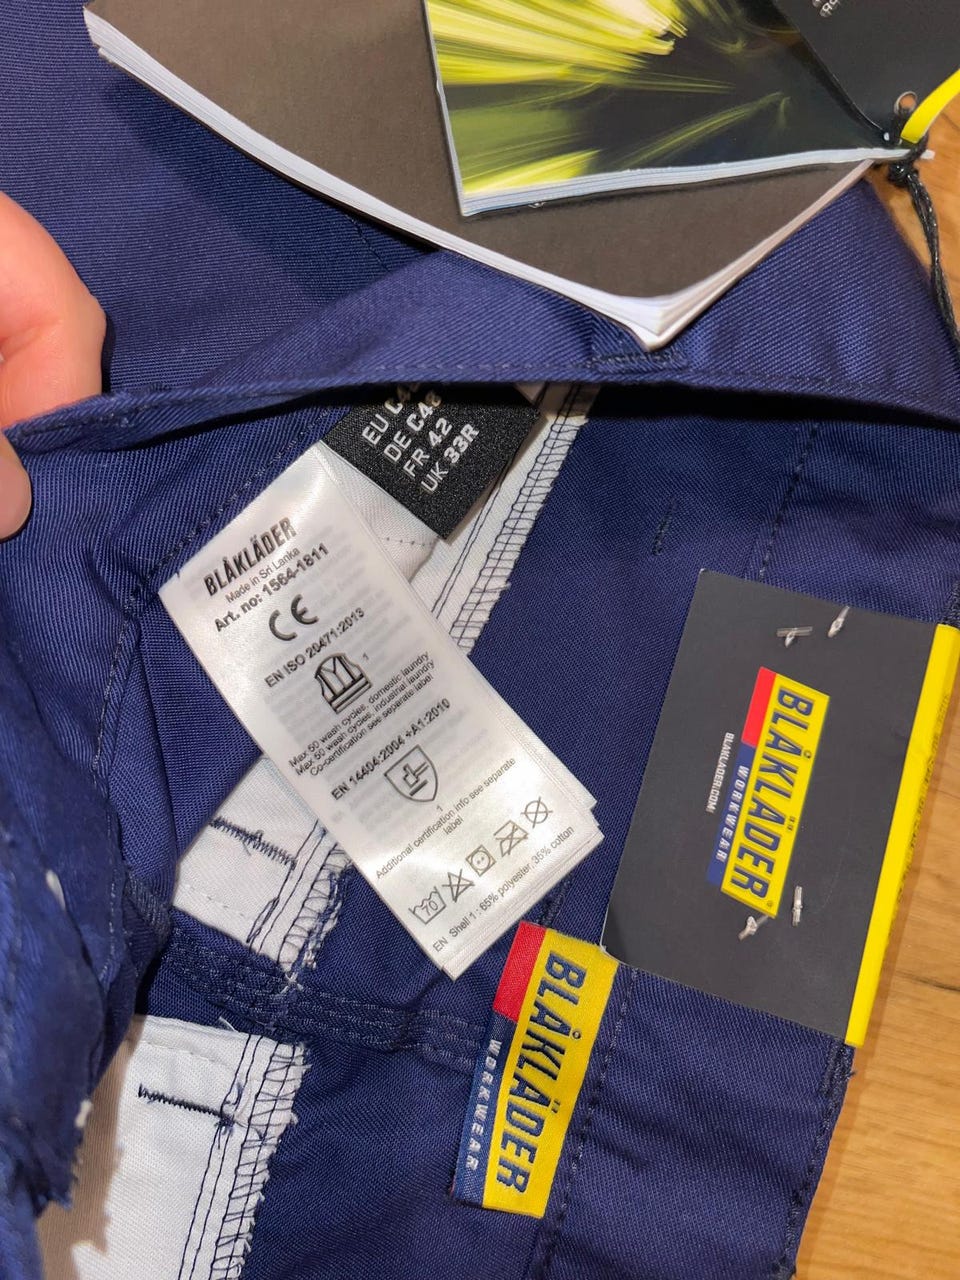 EU C4
DE C48
FR 42
UK 33R
BLÅKLÄDER
Made in Sri Lanka
Art. no: 1564-1811
CE
EN ISO 20471:2013
1
Max 50 wash cycles, domestic laundry
Max 50 wash cycles, industrial laundry
Co-certification see separate label
EN 14404:2004 +A1:2010
1
Additional certification info see separate
label
70
EN Shell 1: 65% polyester, 35% cotton
BLÅKLÄDER®
WORKWEAR
BLAKLADER.COM
BLÅKLÄDER
WORKWEAR